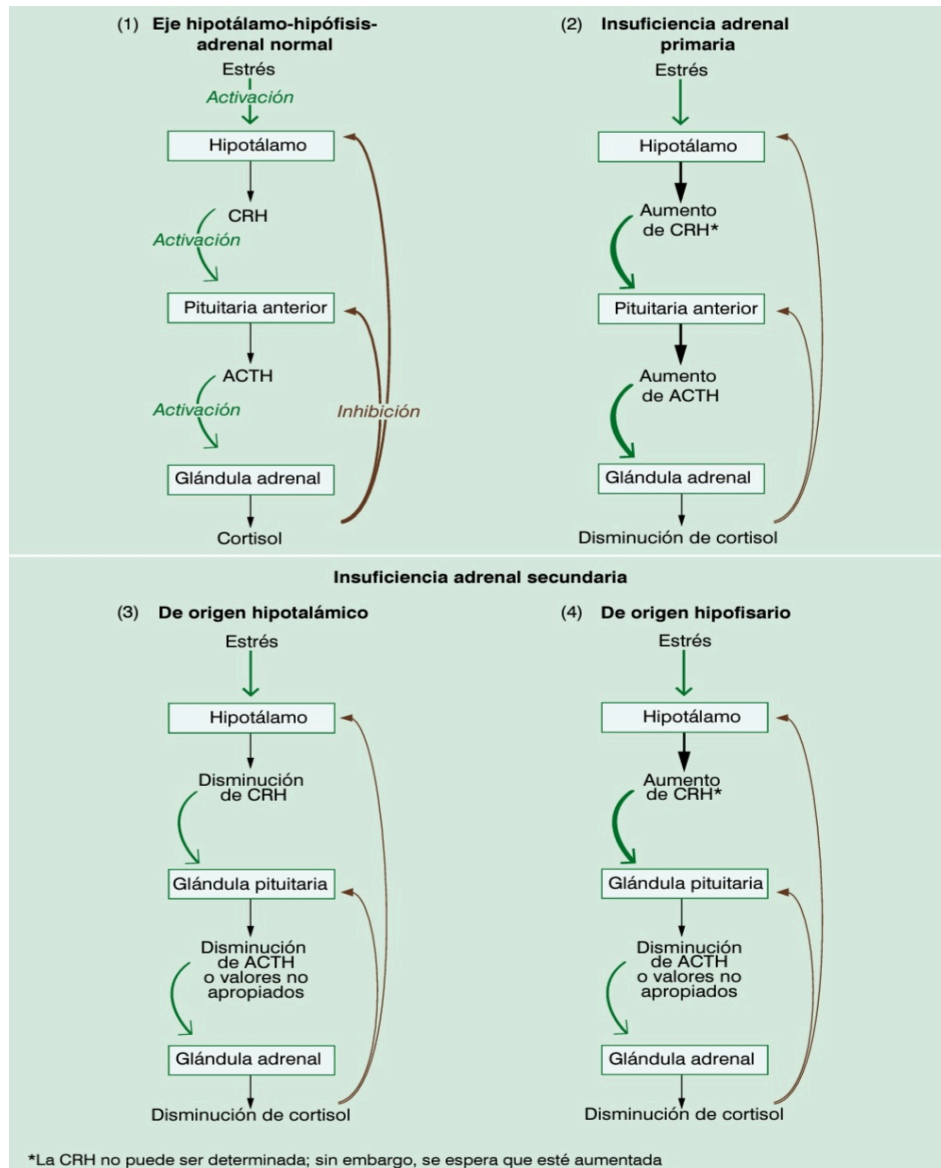 (1) Eje hipotálamo-hipófisis-
adrenal normal
Estrés
Activación
Hipotálamo
CRH
Activación
Pituitaria anterior
ACTH
Activación
Inhibición
Glándula adrenal
Cortisol
(2) Insuficiencia adrenal
primaria
Estrés
Hipotálamo
Aumento
de CRH*
Pituitaria anterior
Aumento
de ACTH
Glándula adrenal
Disminución de cortisol
Insuficiencia adrenal secundaria
(3) De origen hipotalámico
Estrés
Hipotálamo
Disminución
de CRH
Glándula pituitaria
Disminución
de ACTH
o valores no
apropiados
Glándula adrenal
Disminución de cortisol
(4) De origen hipofisario
Estrés
Hipotálamo
Aumento
de CRH*
Glándula pituitaria
Disminución
de ACTH
o valores no
apropiados
Glándula adrenal
Disminución de cortisol
*La CRH no puede ser determinada; sin embargo, se espera que esté aumentada